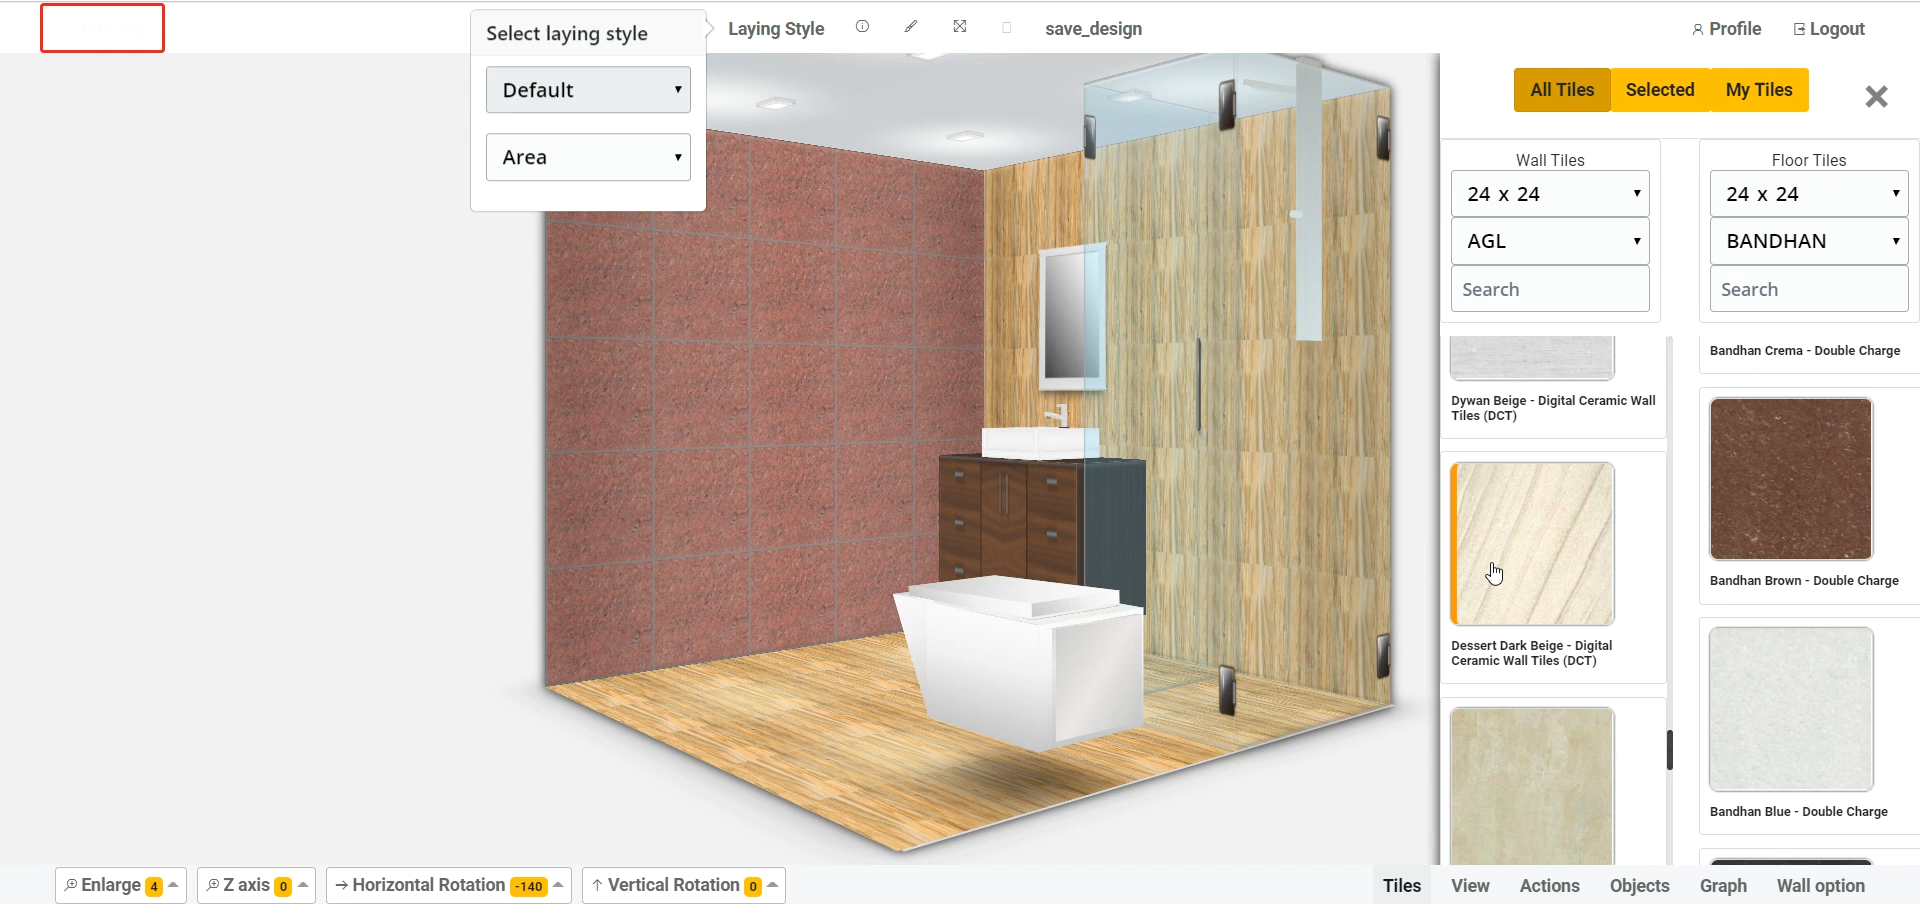 Select laying style
Default
Area
Laying Style
save_design
Profile
Logout
All Tiles
Selected
My Tiles
Wall Tiles
24 x 24
AGL
Search
Floor Tiles
24 x 24
BANDHAN
Search
Dywan Beige - Digital Ceramic Wall
Tiles (DCT)
Dessert Dark Beige - Digital
Ceramic Wall Tiles (DCT)
Bandhan Crema - Double Charge
Bandhan Brown - Double Charge
Bandhan Blue - Double Charge
Enlarge 4
Z axis 0
Horizontal Rotation -140
Vertical Rotation 0
Tiles
View
Actions
Objects
Graph
Wall option